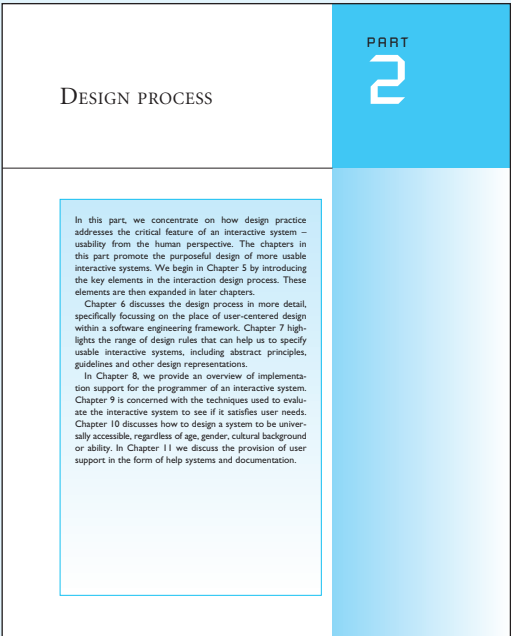 PART
2
DESIGN PROCESS
In this part, we concentrate on how design practice
addresses the critical feature of an interactive system –
usability from the human perspective. The chapters in
this part promote the purposeful design of more usable
interactive systems. We begin in Chapter 5 by introducing
the key elements in the interaction design process. These
elements are then expanded in later chapters.
Chapter 6 discusses the design process in more detail,
specifically focussing on the place of user-centered design
within a software engineering framework. Chapter 7 high-
lights the range of design rules that can help us to specify
usable interactive systems, including abstract principles,
guidelines and other design representations.
In Chapter 8, we provide an overview of implementa-
tion support for the programmer of an interactive system.
Chapter 9 is concerned with the techniques used to evalu-
ate the interactive system to see if it satisfies user needs.
Chapter 10 discusses how to design a system to be univer-
sally accessible, regardless of age, gender, cultural background
or ability. In Chapter 11 we discuss the provision of user
support in the form of help systems and documentation.